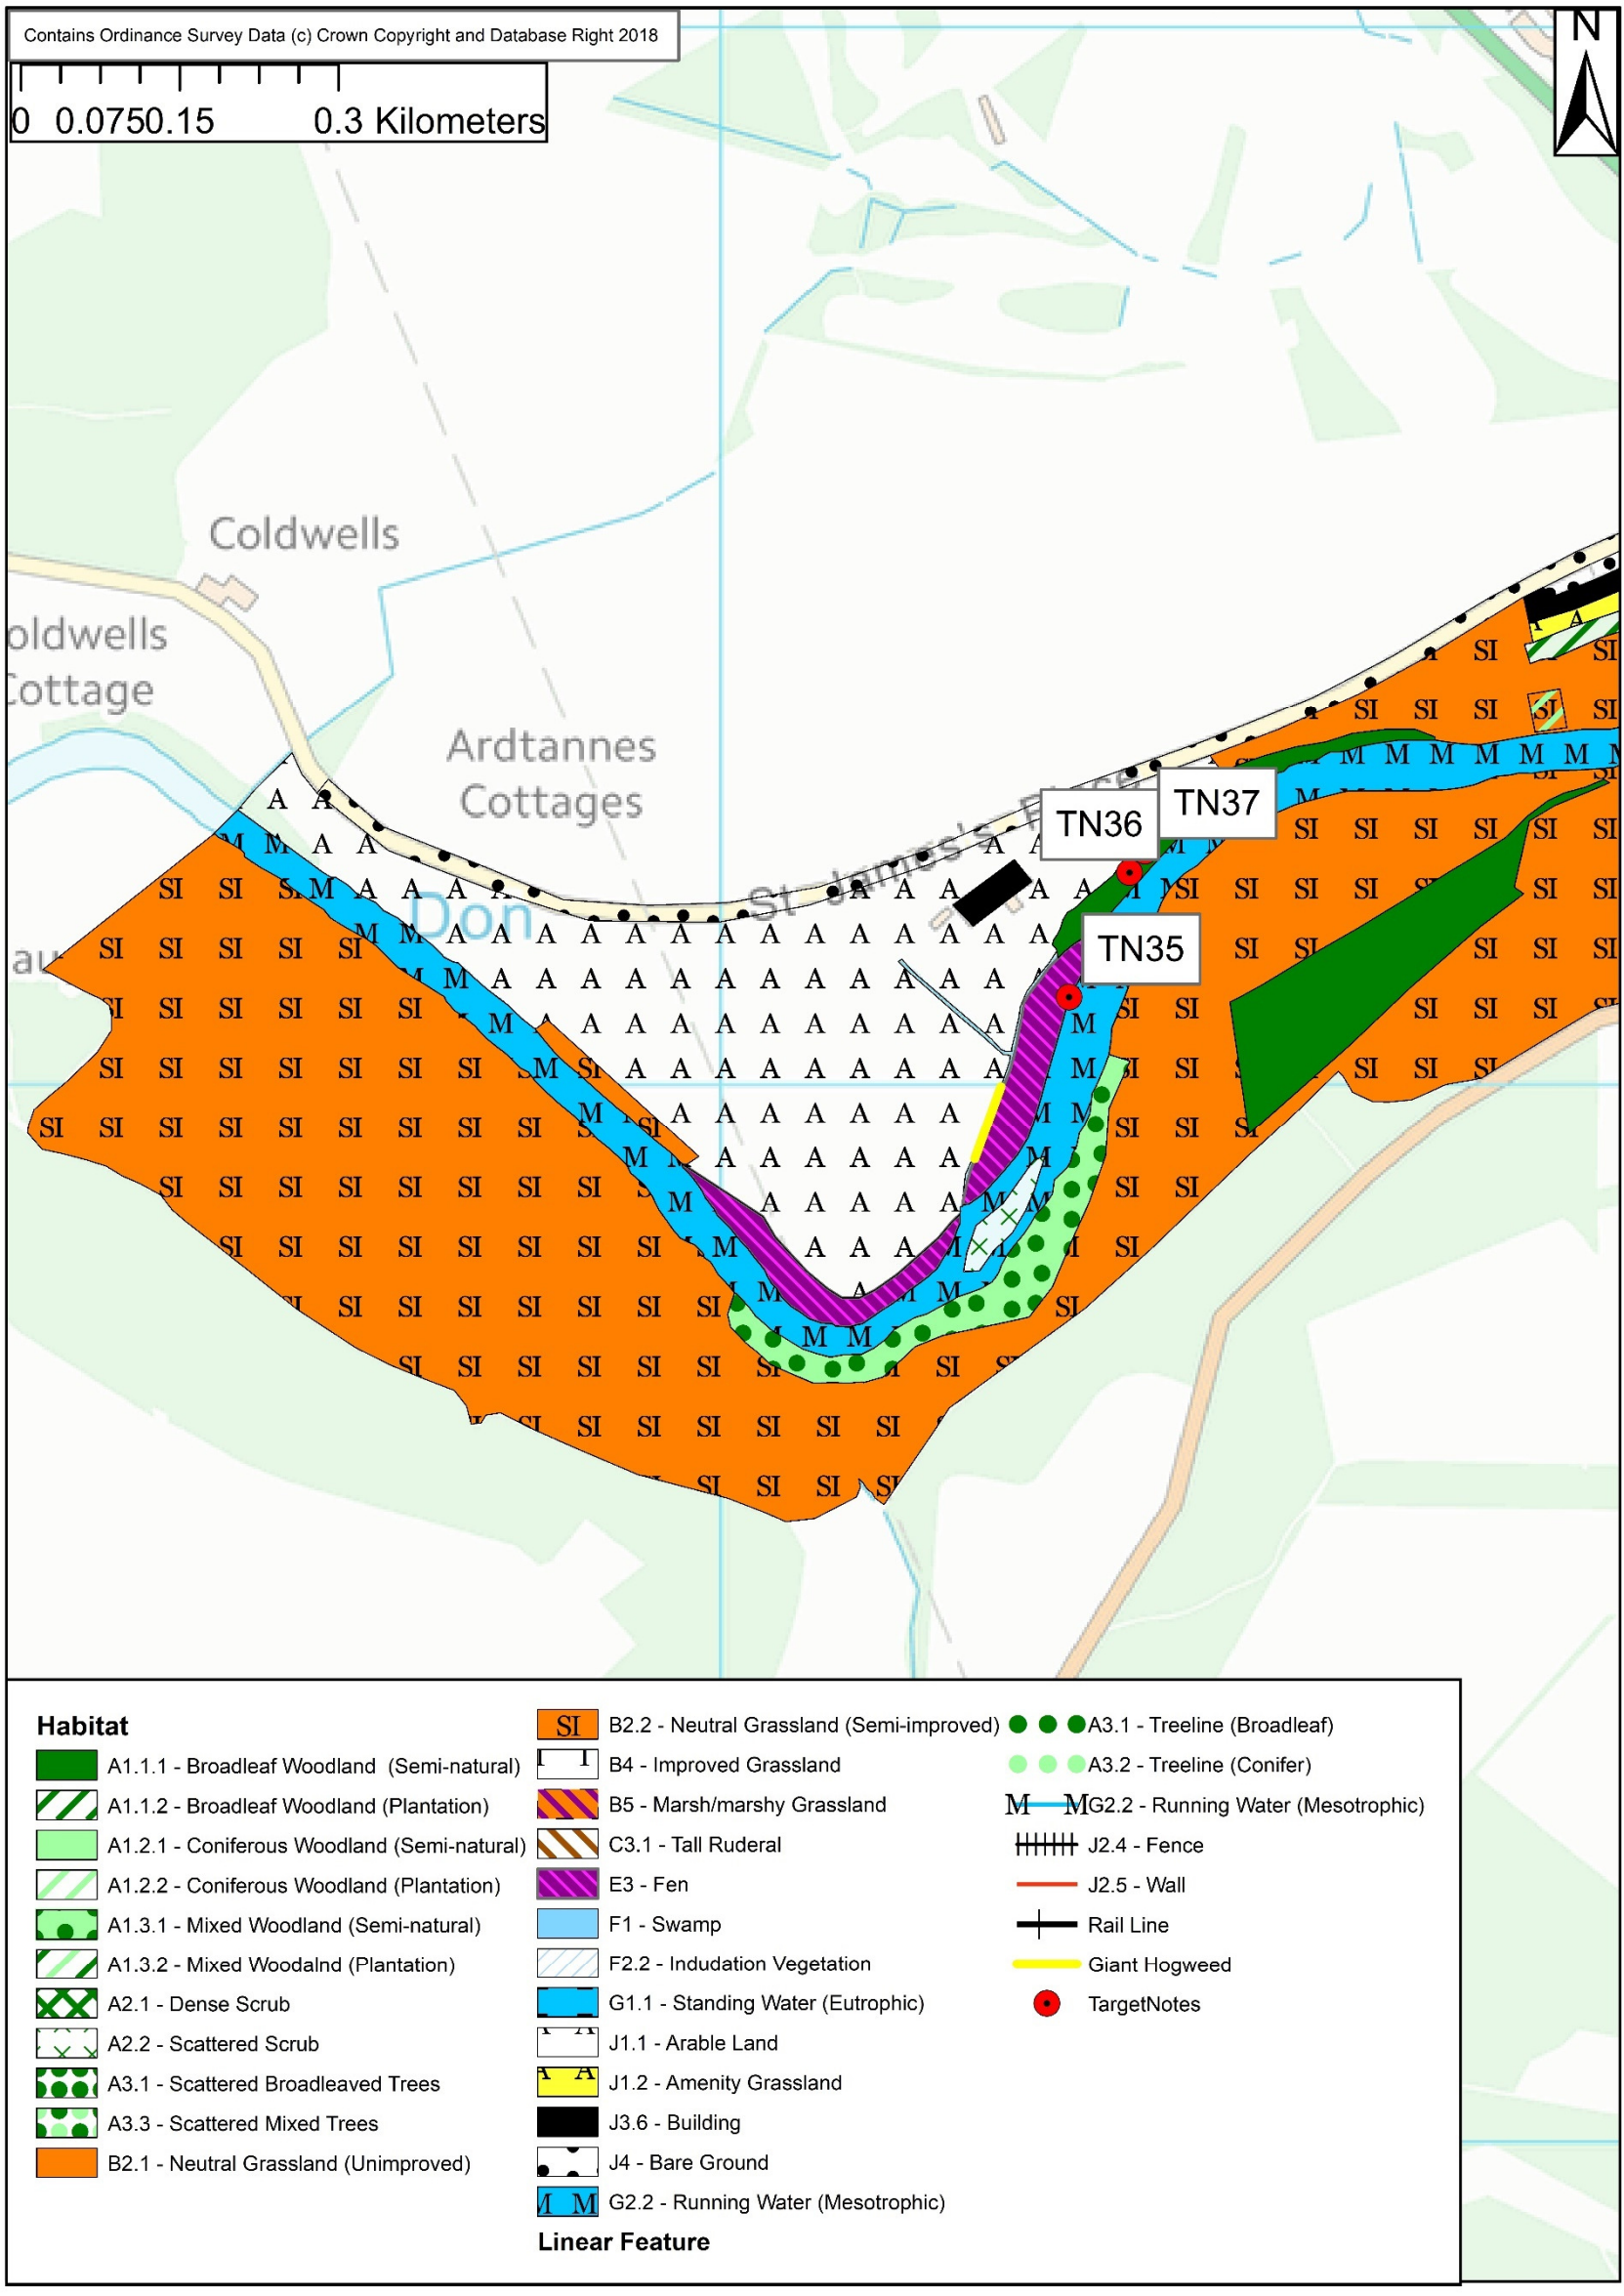 Contains Ordinance Survey Data (c) Crown Copyright and Database Right 2018
N
0 0.0750.15 0.3 Kilometers
Coldwells
oldwells
Cottage
Ardtannes
Cottages
Don
St James's
TN36
TN37
TN35
Habitat
A1.1.1 - Broadleaf Woodland (Semi-natural)
A1.1.2 - Broadleaf Woodland (Plantation)
A1.2.1 - Coniferous Woodland (Semi-natural)
A1.2.2 - Coniferous Woodland (Plantation)
A1.3.1 - Mixed Woodland (Semi-natural)
A1.3.2 - Mixed Woodalnd (Plantation)
A2.1 - Dense Scrub
A2.2 - Scattered Scrub
A3.1 - Scattered Broadleaved Trees
A3.3 - Scattered Mixed Trees
B2.1 - Neutral Grassland (Unimproved)
SI B2.2 - Neutral Grassland (Semi-improved)
B4 - Improved Grassland
B5 - Marsh/marshy Grassland
C3.1 - Tall Ruderal
E3 - Fen
F1 - Swamp
F2.2 - Indudation Vegetation
G1.1 - Standing Water (Eutrophic)
J1.1 - Arable Land
A A J1.2 - Amenity Grassland
J3.6 - Building
J4 - Bare Ground
M M G2.2 - Running Water (Mesotrophic)
Linear Feature
A3.1 - Treeline (Broadleaf)
A3.2 - Treeline (Conifer)
M M G2.2 - Running Water (Mesotrophic)
J2.4 - Fence
J2.5 - Wall
Rail Line
Giant Hogweed
TargetNotes